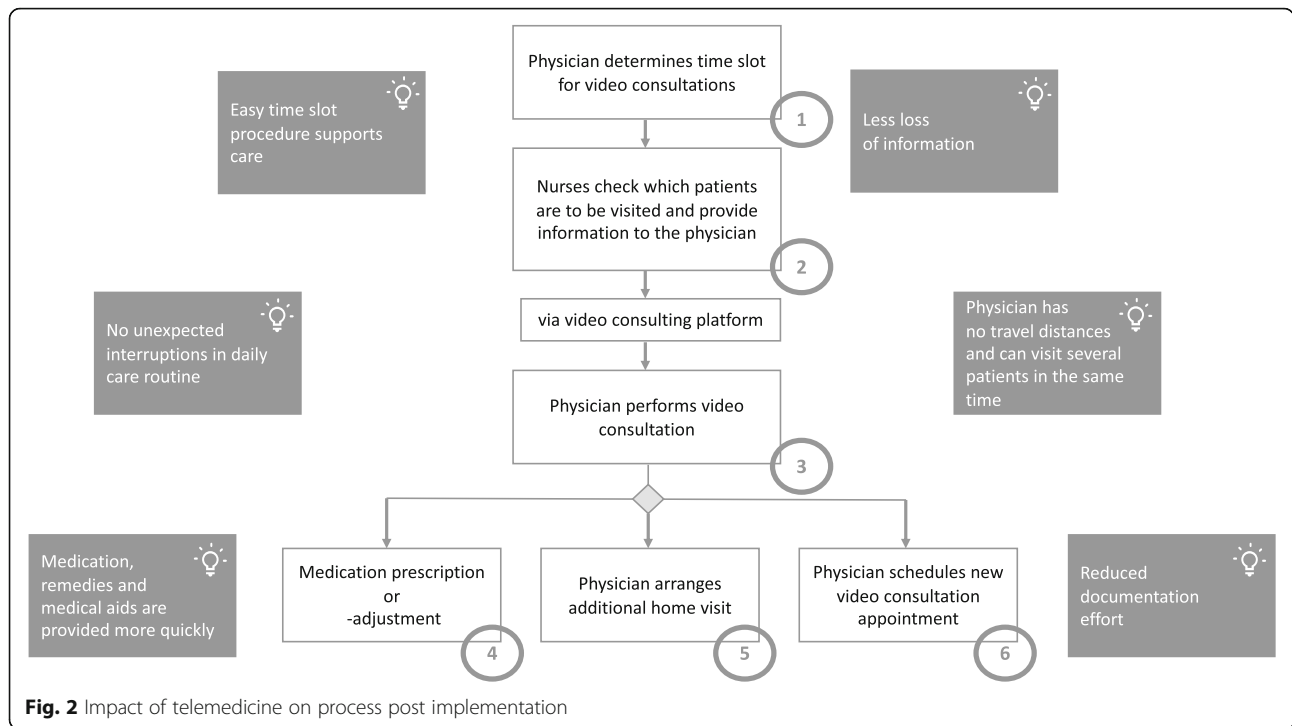 Physician determines time slot
for video consultations
1
Easy time slot
procedure supports
care
Less loss
of information
Nurses check which patients
are to be visited and provide
information to the physician
2
via video consulting platform
No unexpected
interruptions in daily
care routine
Physician has
no travel distances
and can visit several
patients in the same
time
Physician performs video
consultation
3
Medication,
remedies and
medical aids are
provided more quickly
Medication prescription
or
-adjustment
4
Physician arranges
additional home visit
5
Physician schedules new
video consultation
appointment
6
Reduced
documentation
effort
Fig. 2 Impact of telemedicine on process post implementation